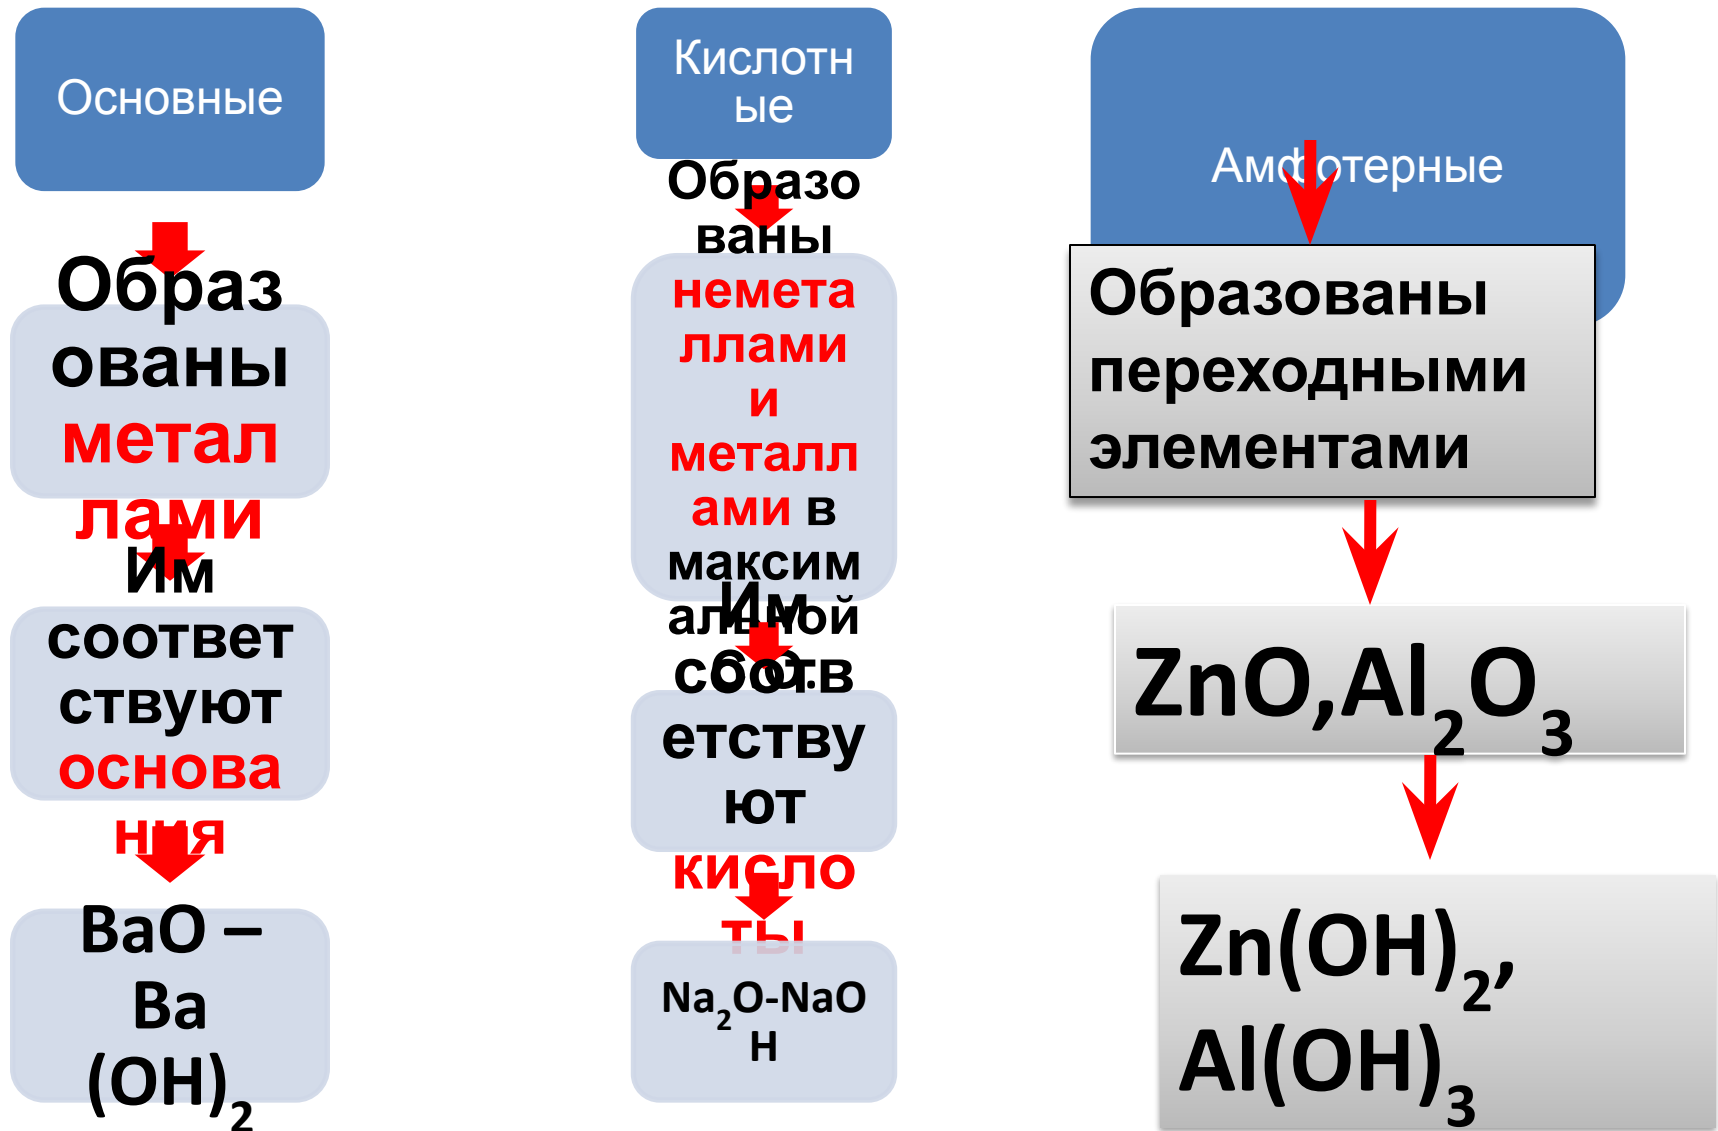 Основные
Образ
ованы
метал
лами
Им
соответ
ствуют
основа
ния
BaO –
Ba
(OH)₂
Кислотн
ые
Образо
ваны
немета
ллами
и
металл
ами в
максим
альной
С.О.
Им
соотв
етству
ют
кисло
ты
Na₂O-NaO
H
Амфотерные
Образованы
переходными
элементами
ZnO,Al₂O₃
Zn(OH)₂,
Al(OH)₃